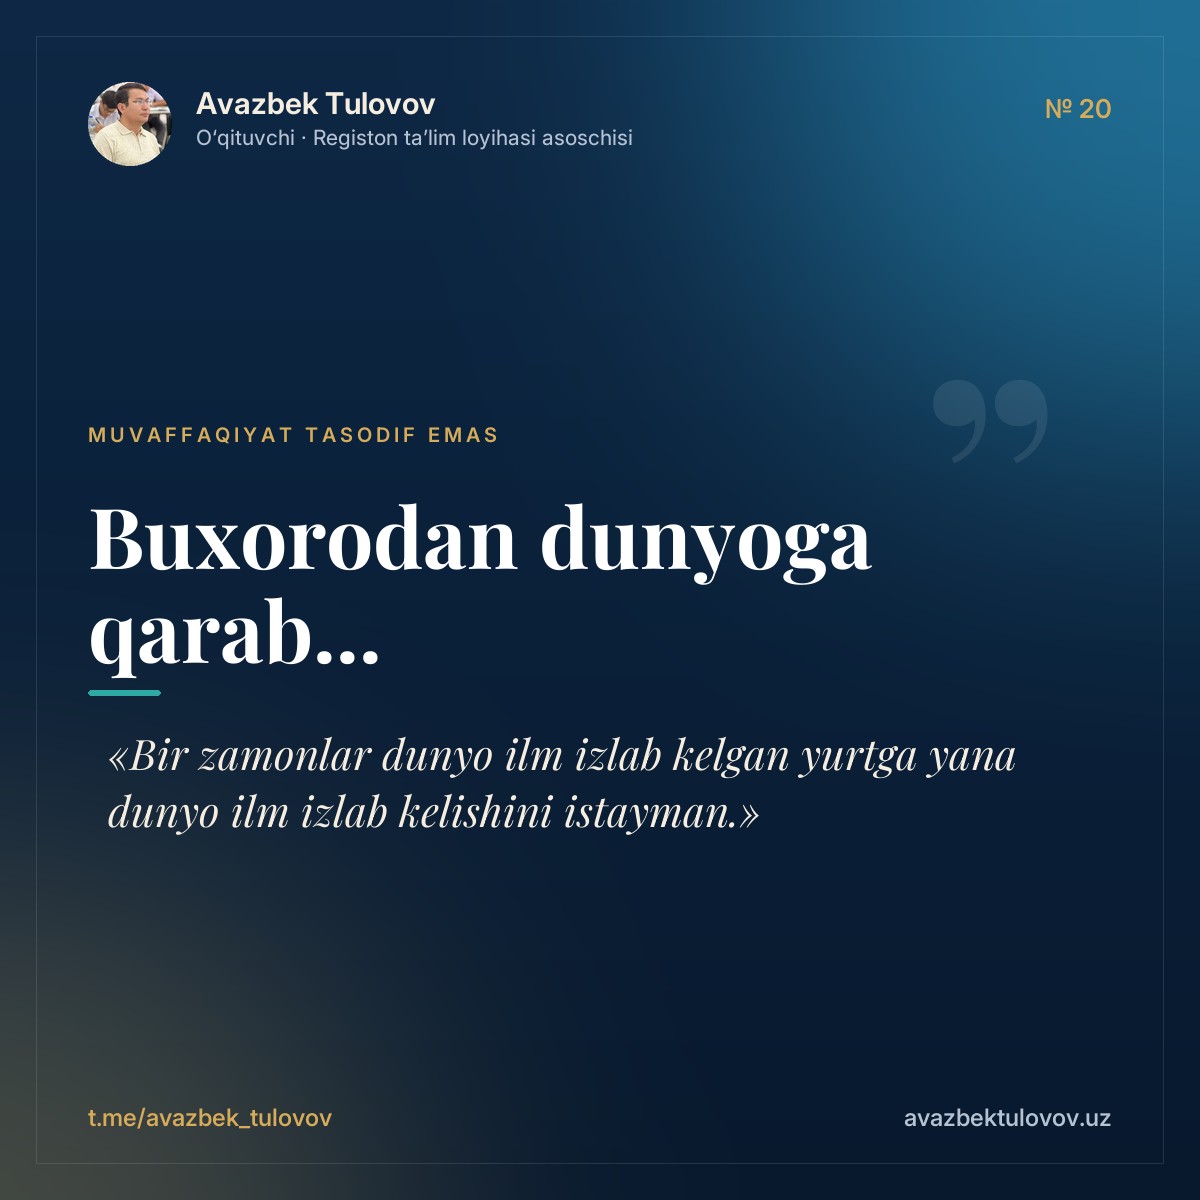 Avazbek Tulovov
O‘qituvchi · Registon ta’lim loyihasi asoschisi
№ 20
MUVAFFAQIYAT TASODIF EMAS
”
Buxorodan dunyoga
qarab...
«Bir zamonlar dunyo ilm izlab kelgan yurtga yana
dunyo ilm izlab kelishini istayman.»
t.me/avazbek_tulovov
avazbektulovov.uz